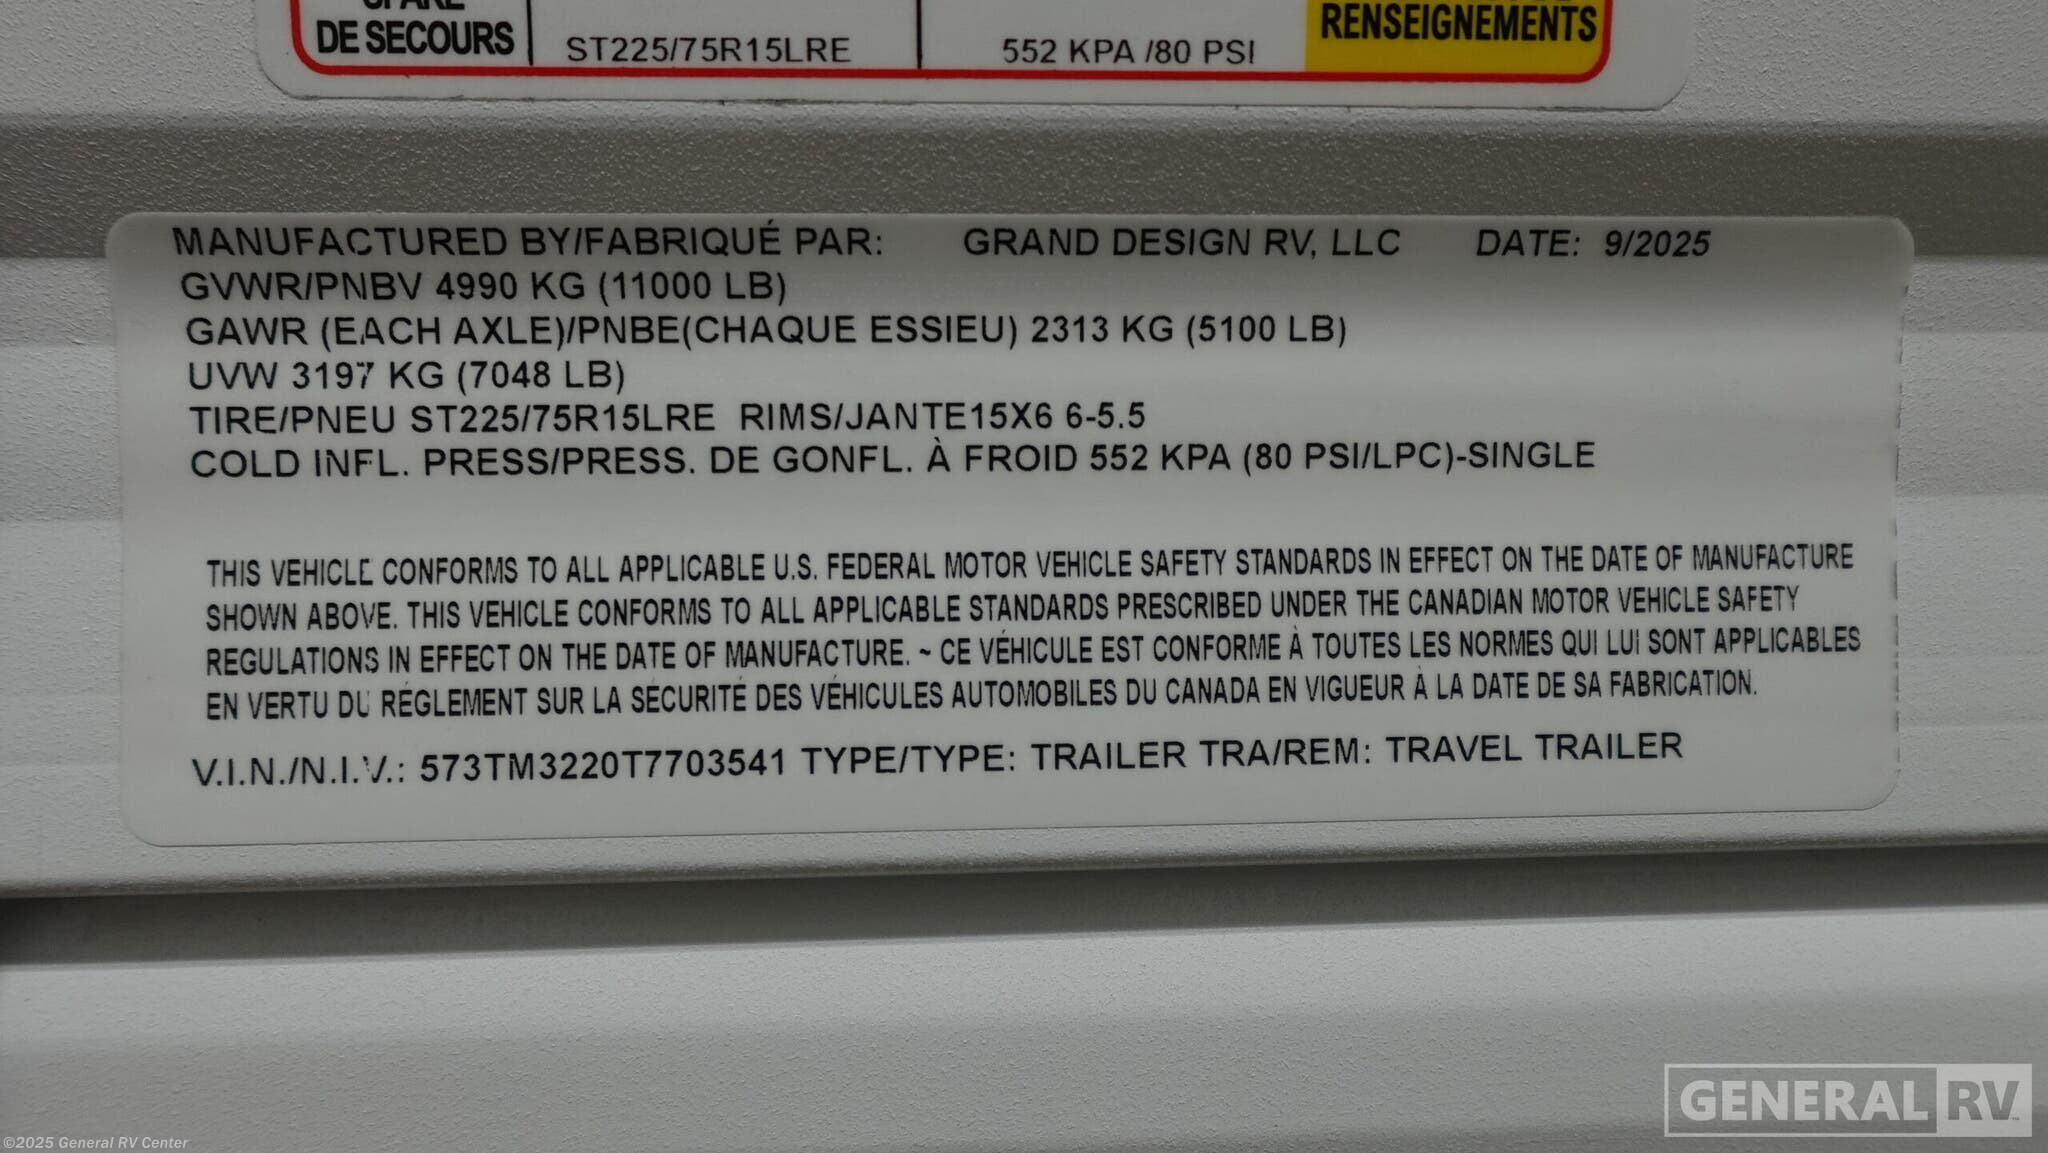 SPARE
DE SECOURS ST225/75R15LRE 552 KPA /80 PSI RENSEIGNEMENTS
MANUFACTURED BY/FABRIQUÉ PAR: GRAND DESIGN RV, LLC DATE: 9/2025
GVWR/PNBV 4990 KG (11000 LB)
GAWR (EACH AXLE)/PNBE(CHAQUE ESSIEU) 2313 KG (5100 LB)
UVW 3197 KG (7048 LB)
TIRE/PNEU ST225/75R15LRE RIMS/JANTE15X6 6-5.5
COLD INFL. PRESS/PRESS. DE GONFL. À FROID 552 KPA (80 PSI/LPC)-SINGLE
THIS VEHICLE CONFORMS TO ALL APPLICABLE U.S. FEDERAL MOTOR VEHICLE SAFETY STANDARDS IN EFFECT ON THE DATE OF MANUFACTURE
SHOWN ABOVE. THIS VEHICLE CONFORMS TO ALL APPLICABLE STANDARDS PRESCRIBED UNDER THE CANADIAN MOTOR VEHICLE SAFETY
REGULATIONS IN EFFECT ON THE DATE OF MANUFACTURE. ~ CE VÉHICULE EST CONFORME À TOUTES LES NORMES QUI LUI SONT APPLICABLES
EN VERTU DU RÉGLEMENT SUR LA SÉCURITÉ DES VÉHICULES AUTOMOBILES DU CANADA EN VIGUEUR À LA DATE DE SA FABRICATION.
V.I.N./N.I.V.: 573TM3220T7703541 TYPE/TYPE: TRAILER TRA/REM: TRAVEL TRAILER
GENERAL RV
©2025 General RV Center